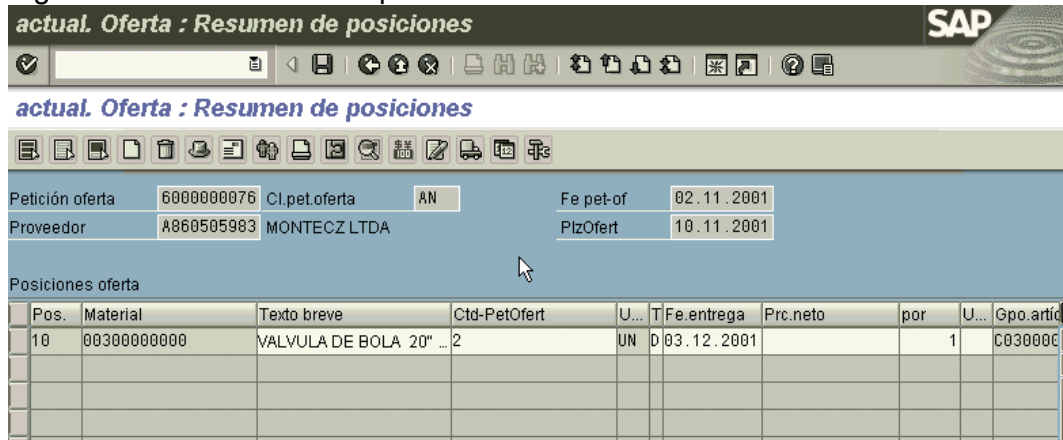 actual. Oferta : Resumen de posiciones SAP
actual. Oferta : Resumen de posiciones
Petición oferta 6000000076 Cl.pet.oferta AN Fe pet-of 02.11.2001
Proveedor A860505983 MONTECZ LTDA PlzOfert 10.11.2001
Posiciones oferta
Pos. Material Texto breve Ctd-PetOfert U... T Fe.entrega Prc.neto por U... Gpo.artíc
10 00300000000 VALVULA DE BOLA 20" ... 2 UN D 03.12.2001 1 C030000